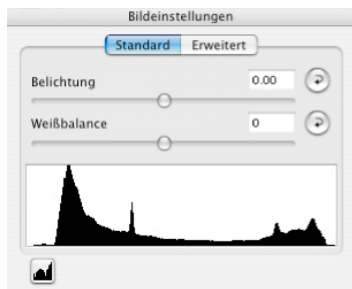 Bildeinstellungen
Standard Erweitert
Belichtung 0.00
Weißbalance 0